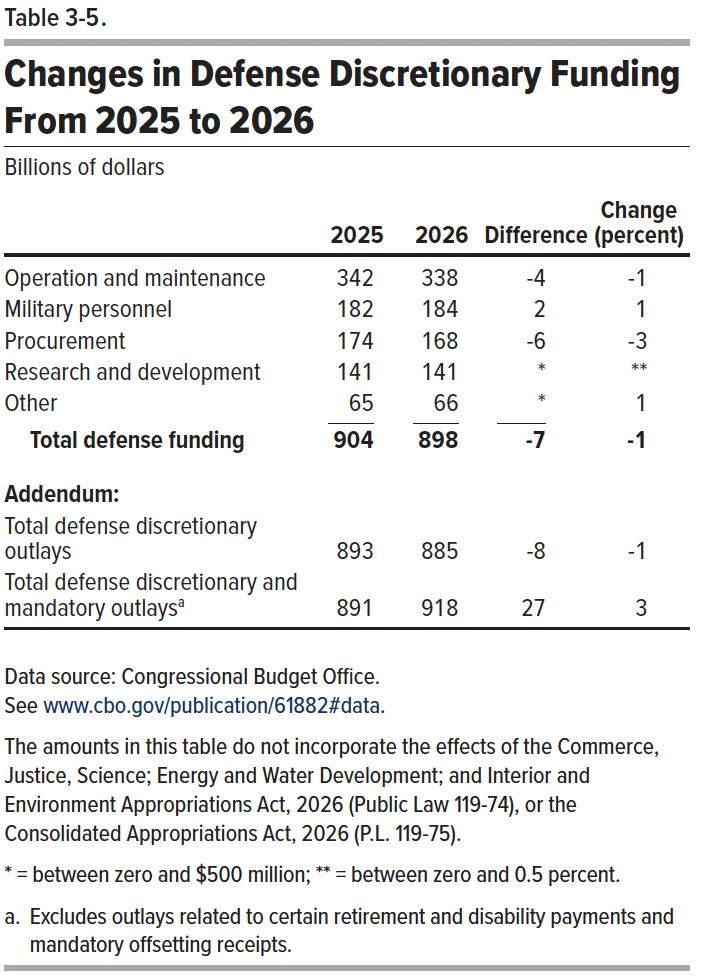 Table 3-5.
Changes in Defense Discretionary Funding
From 2025 to 2026
Billions of dollars
Change
2025 2026 Difference (percent)
Operation and maintenance 342 338 -4 -1
Military personnel 182 184 2 1
Procurement 174 168 -6 -3
Research and development 141 141 * **
Other 65 66 * 1
Total defense funding 904 898 -7 -1
Addendum:
Total defense discretionary
outlays 893 885 -8 -1
Total defense discretionary and
mandatory outlaysᵃ 891 918 27 3
Data source: Congressional Budget Office.
See www.cbo.gov/publication/61882#data.
The amounts in this table do not incorporate the effects of the Commerce,
Justice, Science; Energy and Water Development; and Interior and
Environment Appropriations Act, 2026 (Public Law 119-74), or the
Consolidated Appropriations Act, 2026 (P.L. 119-75).
* = between zero and $500 million; ** = between zero and 0.5 percent.
a. Excludes outlays related to certain retirement and disability payments and
mandatory offsetting receipts.